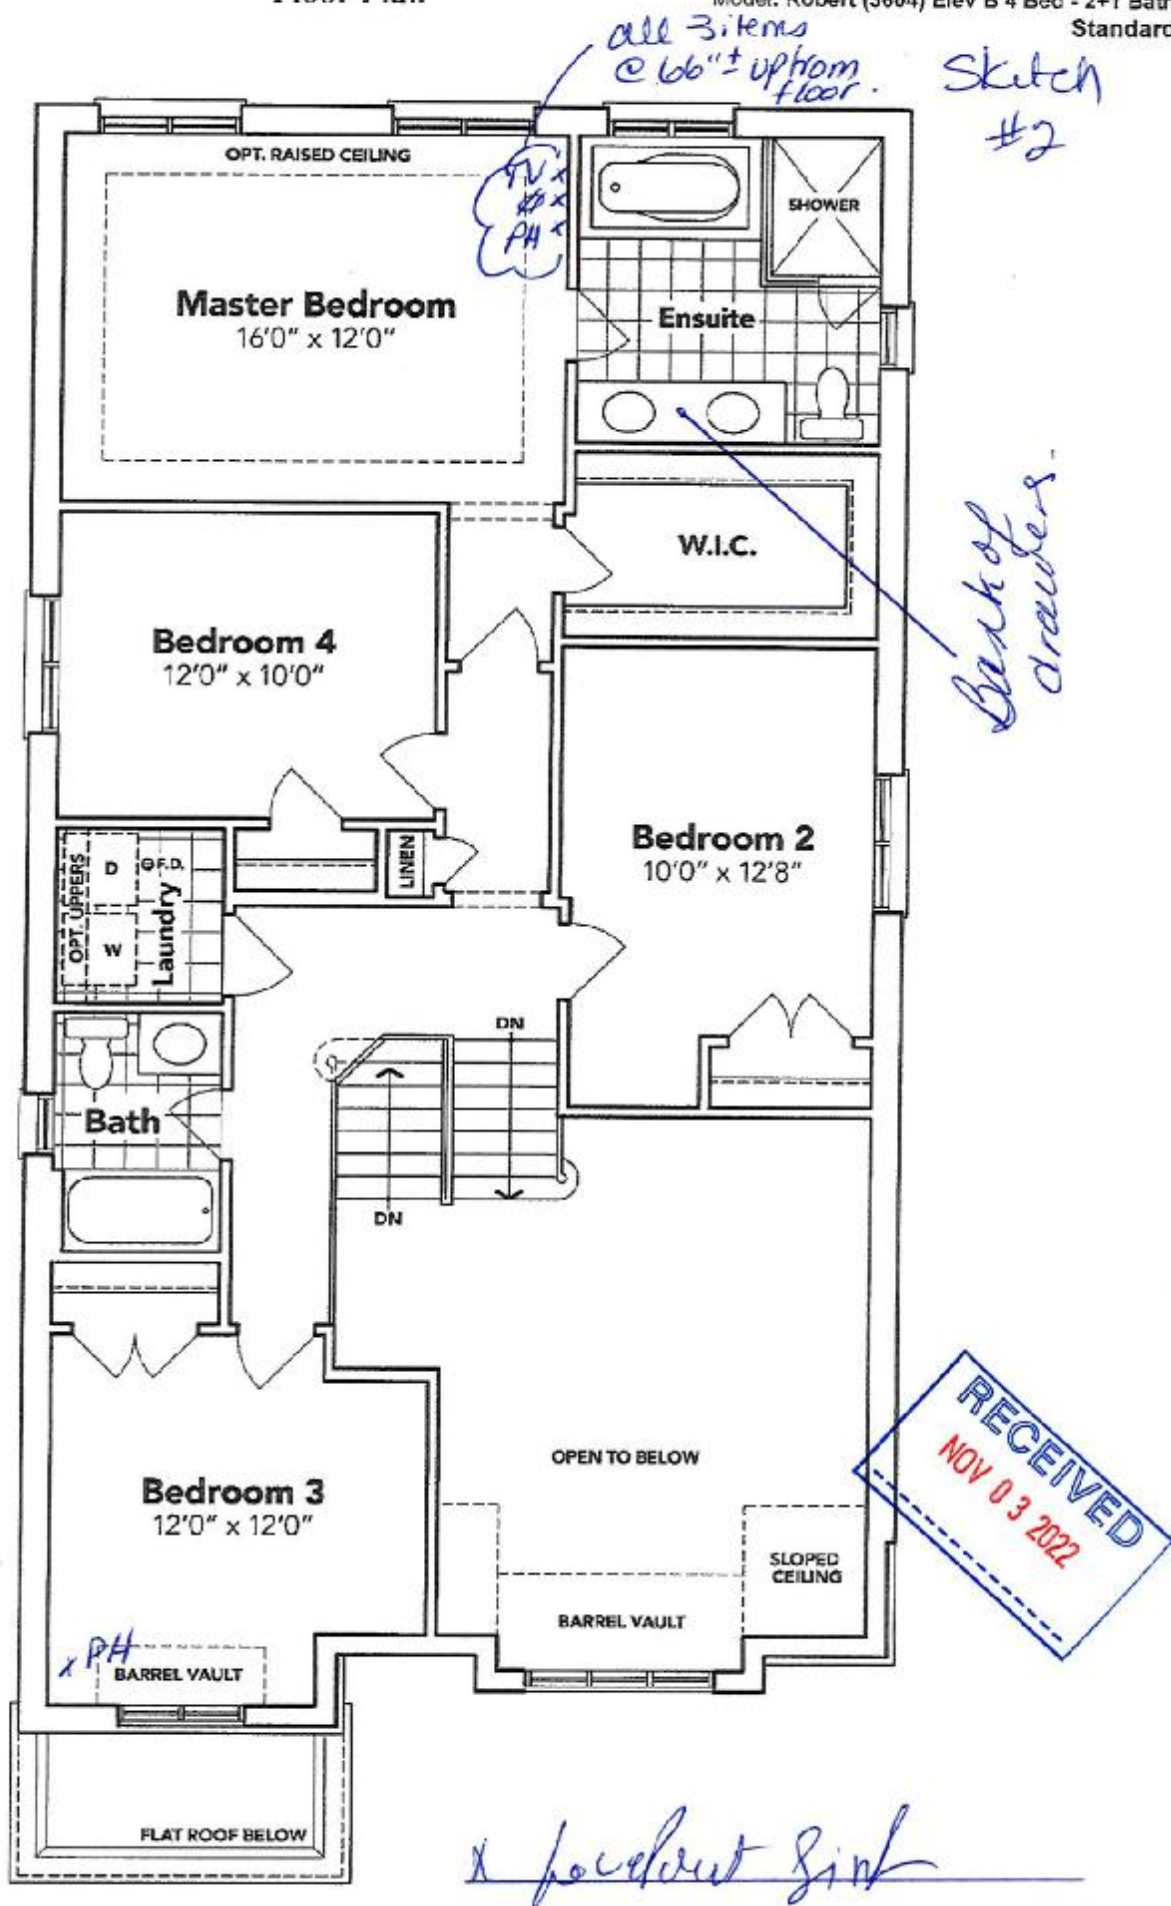 Model: Robert (3604) Elev B 4 Bed - 2+1 Bath
Standard
all 3 items
@ 66"± up from
floor.
Sketch
#2
OPT. RAISED CEILING
TV x
x
PH x
SHOWER
Master Bedroom
16'0" x 12'0"
Ensuite
W.I.C.
Bank of
drawers.
Bedroom 4
12'0" x 10'0"
Bedroom 2
10'0" x 12'8"
OPT. UPPERS
D
F.D.
W
Laundry
LINEN
DN
Bath
DN
RECEIVED
NOV 03 2022
OPEN TO BELOW
Bedroom 3
12'0" x 12'0"
SLOPED
CEILING
BARREL VAULT
x PH
BARREL VAULT
FLAT ROOF BELOW
x